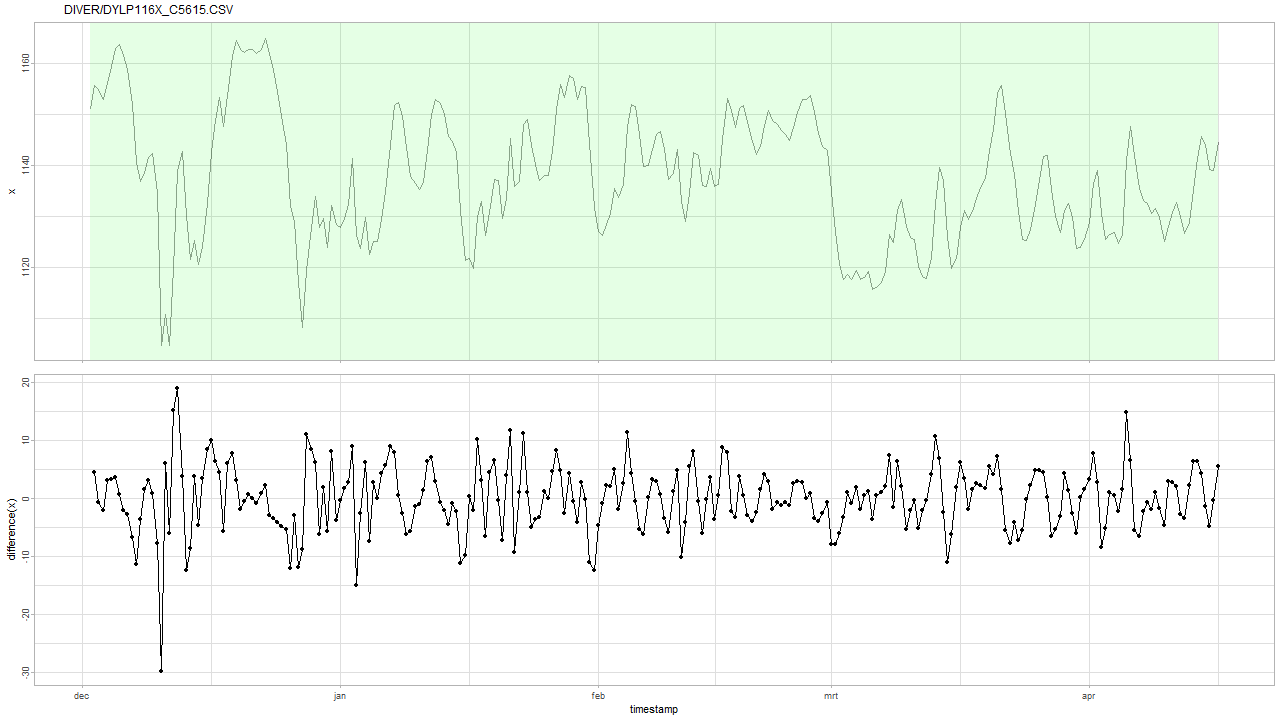 DIVER/DYLP116X_C5615.CSV
1160
1140
1120
x
20
10
0
-10
-20
-30
difference(x)
dec
jan
feb
mrt
apr
timestamp